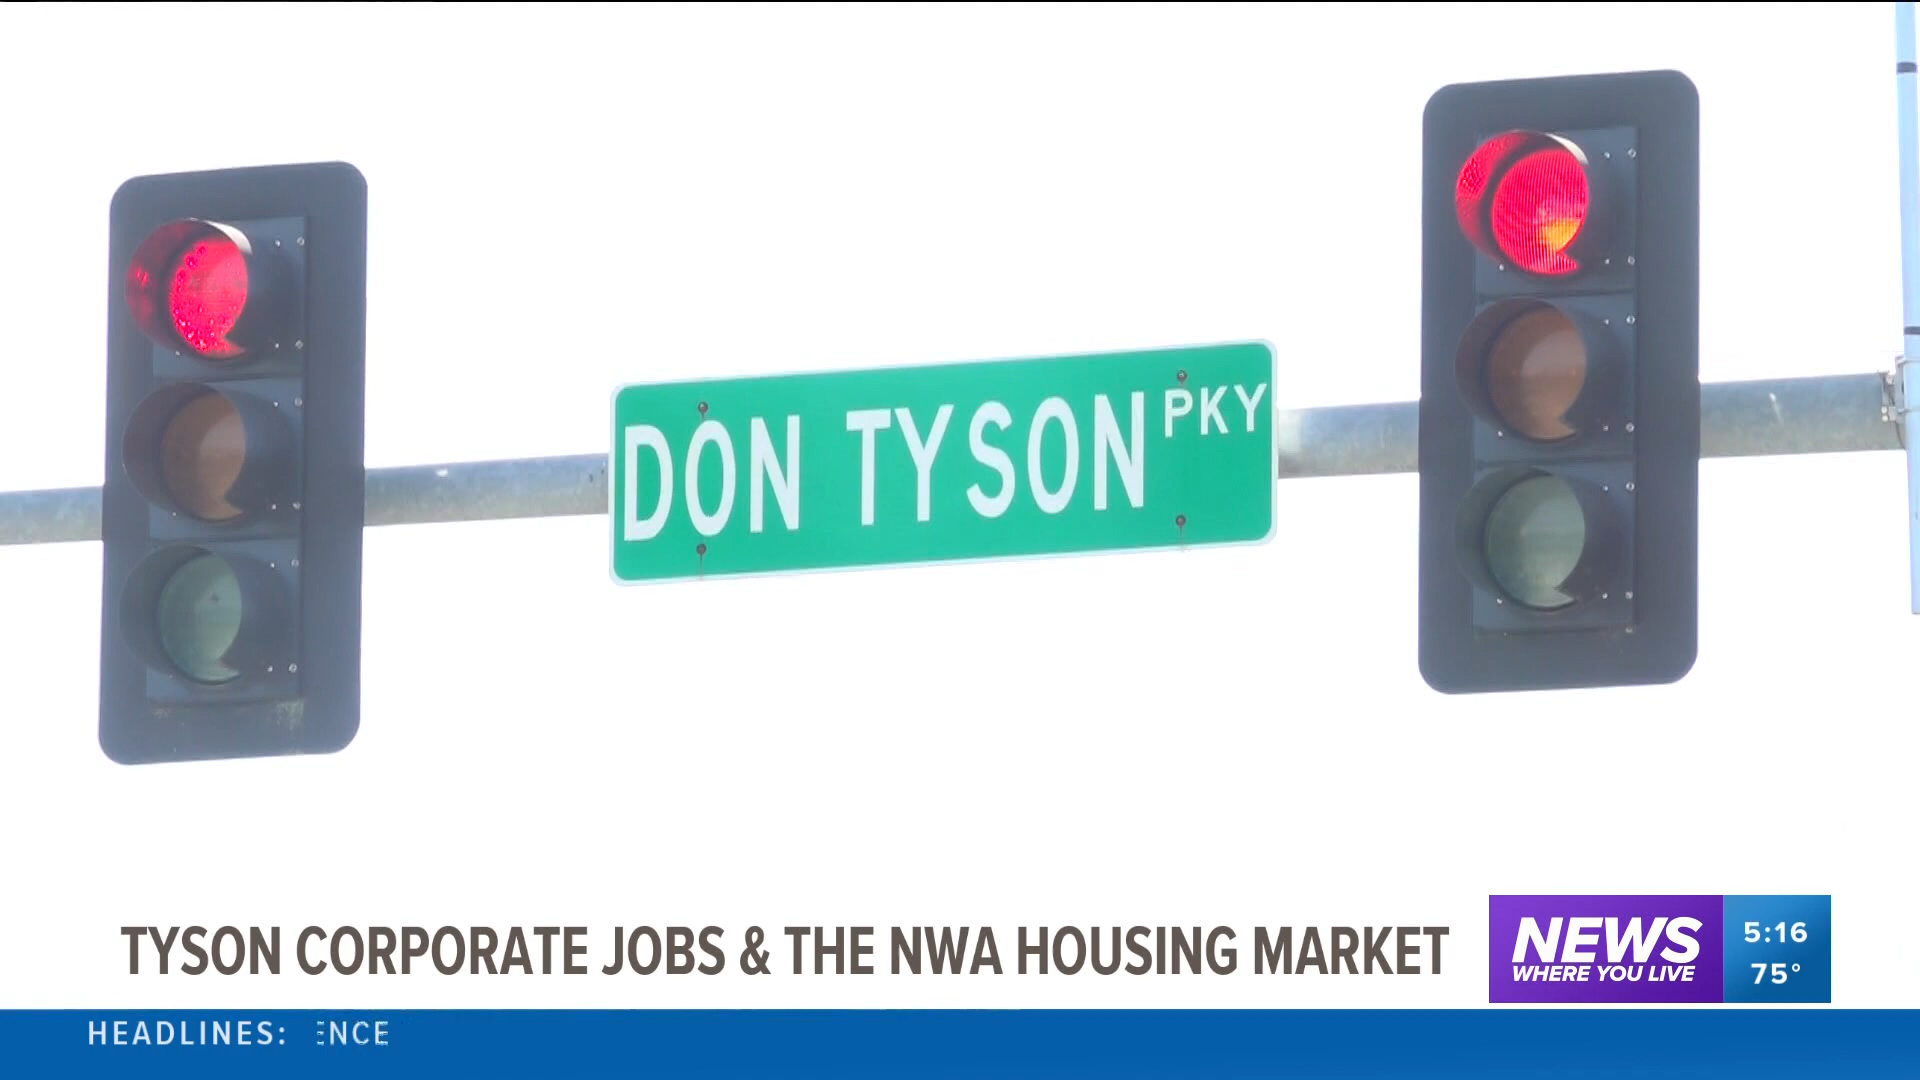 DON TYSON PKY
TYSON CORPORATE JOBS & THE NWA HOUSING MARKET
NEWS
WHERE YOU LIVE
5:16
75°
HEADLINES: